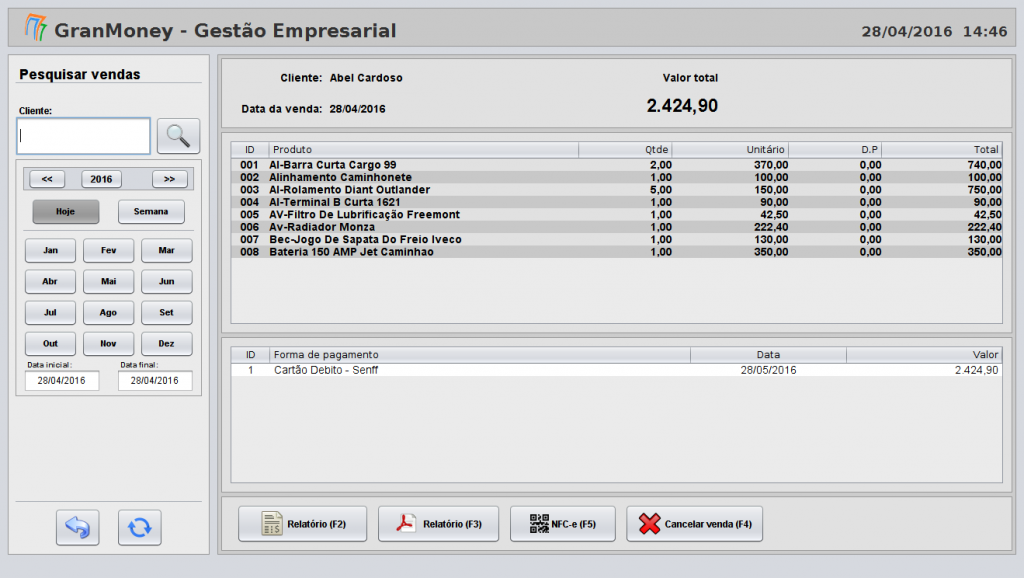 GranMoney - Gestão Empresarial
28/04/2016 14:46
Pesquisar vendas
Cliente:
<< 2016 >>
Hoje Semana
Jan Fev Mar
Abr Mai Jun
Jul Ago Set
Out Nov Dez
Data inicial: Data final:
28/04/2016 28/04/2016
Cliente: Abel Cardoso Valor total
Data da venda: 28/04/2016 2.424,90
ID Produto Qtde Unitário D.P Total
001 Al-Barra Curta Cargo 99 2,00 370,00 0,00 740,00
002 Alinhamento Caminhonete 1,00 100,00 0,00 100,00
003 Al-Rolamento Diant Outlander 5,00 150,00 0,00 750,00
004 Al-Terminal B Curta 1621 1,00 90,00 0,00 90,00
005 AV-Filtro De Lubrificação Freemont 1,00 42,50 0,00 42,50
006 Av-Radiador Monza 1,00 222,40 0,00 222,40
007 Bec-Jogo De Sapata Do Freio Iveco 1,00 130,00 0,00 130,00
008 Bateria 150 AMP Jet Caminhao 1,00 350,00 0,00 350,00
ID Forma de pagamento Data Valor
1 Cartão Debito - Senff 28/05/2016 2.424,90
Relatório (F2) Relatório (F3) NFC-e (F5) Cancelar venda (F4)